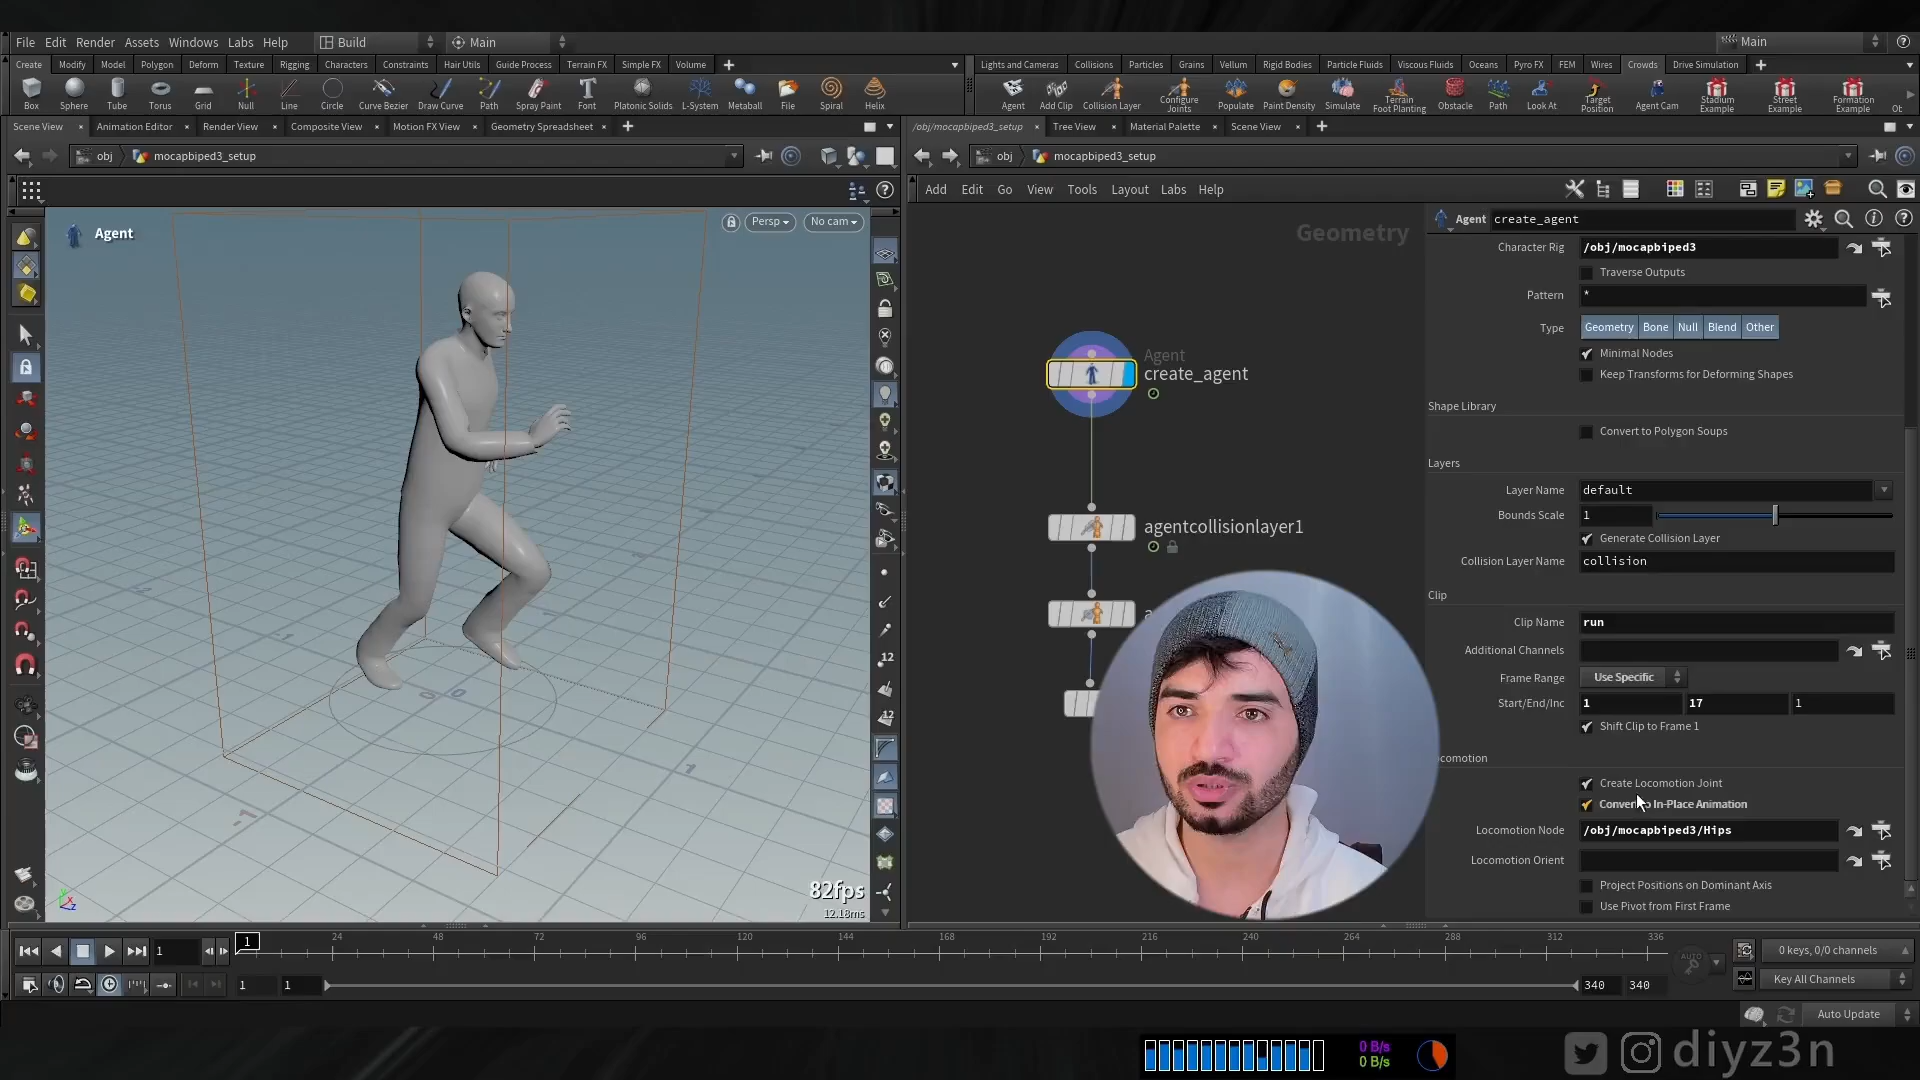 File Edit Render Assets Windows Labs Help Build Main Main
Create Modify Model Polygon Deform Texture Rigging Characters Constraints Hair Utils Guide Process Terrain FX Simple FX Volume
Lights and Cameras Collisions Particles Grains Vellum Rigid Bodies Particle Fluids Viscous Fluids Oceans Pyro FX FEM Wires Crowds Drive Simulation
Box Sphere Tube Torus Grid Null Line Circle Curve Bezier Draw Curve Path Spray Paint Font Platonic Solids L-System Metaball File Spiral Helix
Agent Add Clip Collision Layer Configure Joints Populate Paint Density Simulate Terrain Foot Planting Obstacle Path Look At Target Position Agent Cam Stadium Example Street Example Formation Example Ot
Scene View Animation Editor Render View Composite View Motion FX View Geometry Spreadsheet
/obj/mocapbiped3_setup Tree View Material Palette Scene View
obj mocapbiped3_setup
obj mocapbiped3_setup
Add Edit Go View Tools Layout Labs Help
Agent
Persp
No cam
82fps
12.18ms
12
12
Geometry
Agent
create_agent
agentcollisionlayer1
Agent create_agent
Character Rig /obj/mocapbiped3
Traverse Outputs
Pattern *
Type Geometry Bone Null Blend Other
Minimal Nodes
Keep Transforms for Deforming Shapes
Shape Library
Convert to Polygon Soups
Layers
Layer Name default
Bounds Scale 1
Generate Collision Layer
Collision Layer Name collision
Clip
Clip Name run
Additional Channels
Frame Range Use Specific
Start/End/Inc 1 17 1
Shift Clip to Frame 1
ocomotion
Create Locomotion Joint
Conver o In-Place Animation
Locomotion Node /obj/mocapbiped3/Hips
Locomotion Orient
Project Positions on Dominant Axis
Use Pivot from First Frame
1 1 24 48 72 96 120 144 168 192 216 240 264 288 312 336
AUTO
0 keys, 0/0 channels
1 1 340 340
Key All Channels
Auto Update
0 B/s
0 B/s
diyz3n